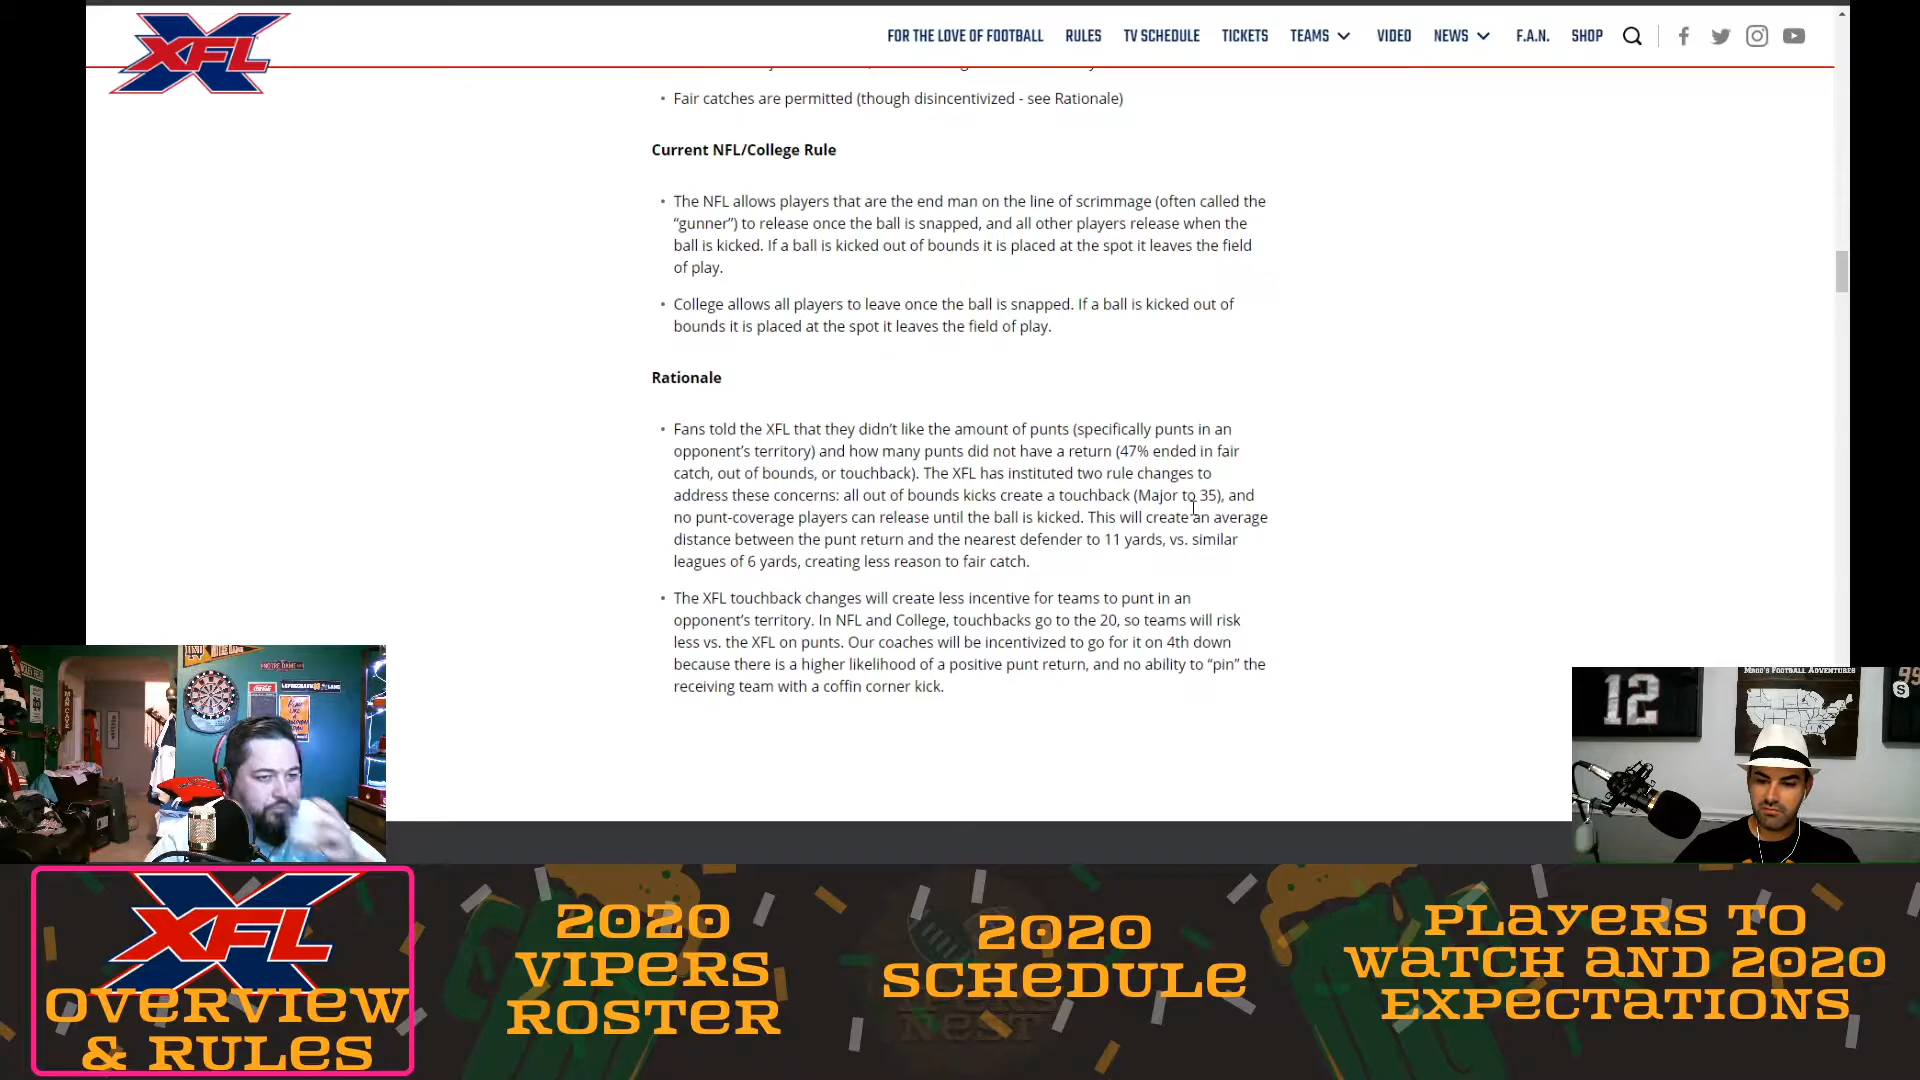 XFL
FOR THE LOVE OF FOOTBALL RULES TV SCHEDULE TICKETS TEAMS VIDEO NEWS F.A.N. SHOP
• Fair catches are permitted (though disincentivized - see Rationale)
Current NFL/College Rule
• The NFL allows players that are the end man on the line of scrimmage (often called the
“gunner”) to release once the ball is snapped, and all other players release when the
ball is kicked. If a ball is kicked out of bounds it is placed at the spot it leaves the field
of play.
• College allows all players to leave once the ball is snapped. If a ball is kicked out of
bounds it is placed at the spot it leaves the field of play.
Rationale
• Fans told the XFL that they didn’t like the amount of punts (specifically punts in an
opponent’s territory) and how many punts did not have a return (47% ended in fair
catch, out of bounds, or touchback). The XFL has instituted two rule changes to
address these concerns: all out of bounds kicks create a touchback (Major to 35), and
no punt-coverage players can release until the ball is kicked. This will create an average
distance between the punt return and the nearest defender to 11 yards, vs. similar
leagues of 6 yards, creating less reason to fair catch.
• The XFL touchback changes will create less incentive for teams to punt in an
opponent’s territory. In NFL and College, touchbacks go to the 20, so teams will risk
less vs. the XFL on punts. Our coaches will be incentivized to go for it on 4th down
because there is a higher likelihood of a positive punt return, and no ability to “pin” the
receiving team with a coffin corner kick.
NOTRE DAME
MAN CAVE
PLAY
LIKE A
CHAMPION
TODAY
12
FOOTBALL ADVENTURES
99
XFL
OVERVIEW
& RULES
2020
VIPERS
ROSTER
2020
SCHEDULE
NEST
PLAYERS TO
WATCH AND 2020
EXPECTATIONS